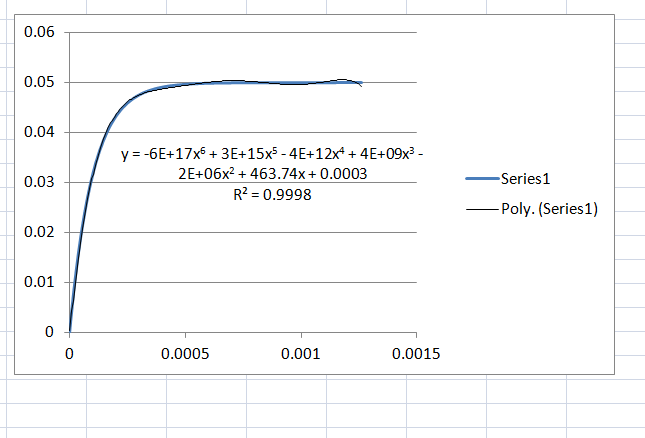 0.06
0.05
0.04
y = -6E+17x⁶ + 3E+15x⁵ - 4E+12x⁴ + 4E+09x³ -
2E+06x² + 463.74x + 0.0003
R² = 0.9998
0.03
0.02
0.01
0
0
0.0005
0.001
0.0015
Series1
Poly. (Series1)